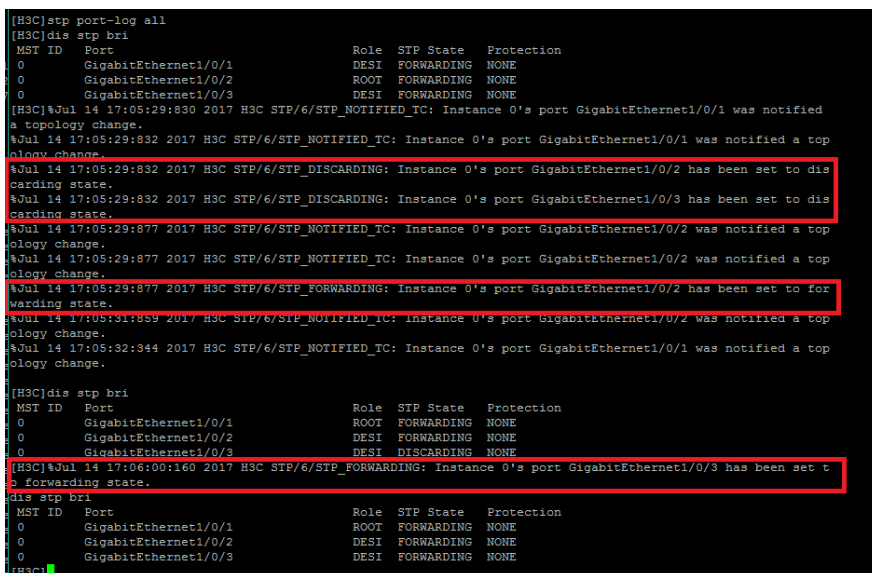 [H3C]stp port-log all
[H3C]dis stp bri
MST ID Port Role STP State Protection
0 GigabitEthernet1/0/1 DESI FORWARDING NONE
0 GigabitEthernet1/0/2 ROOT FORWARDING NONE
0 GigabitEthernet1/0/3 DESI FORWARDING NONE
[H3C]%Jul 14 17:05:29:830 2017 H3C STP/6/STP_NOTIFIED_TC: Instance 0's port GigabitEthernet1/0/1 was notified
a topology change.
%Jul 14 17:05:29:832 2017 H3C STP/6/STP_NOTIFIED_TC: Instance 0's port GigabitEthernet1/0/1 was notified a top
ology change.
%Jul 14 17:05:29:832 2017 H3C STP/6/STP_DISCARDING: Instance 0's port GigabitEthernet1/0/2 has been set to dis
carding state.
%Jul 14 17:05:29:832 2017 H3C STP/6/STP_DISCARDING: Instance 0's port GigabitEthernet1/0/3 has been set to dis
carding state.
%Jul 14 17:05:29:877 2017 H3C STP/6/STP_NOTIFIED_TC: Instance 0's port GigabitEthernet1/0/2 was notified a top
ology change.
%Jul 14 17:05:29:877 2017 H3C STP/6/STP_NOTIFIED_TC: Instance 0's port GigabitEthernet1/0/2 was notified a top
ology change.
%Jul 14 17:05:29:877 2017 H3C STP/6/STP_FORWARDING: Instance 0's port GigabitEthernet1/0/2 has been set to for
warding state.
%Jul 14 17:05:31:859 2017 H3C STP/6/STP_NOTIFIED_TC: Instance 0's port GigabitEthernet1/0/2 was notified a top
ology change.
%Jul 14 17:05:32:344 2017 H3C STP/6/STP_NOTIFIED_TC: Instance 0's port GigabitEthernet1/0/1 was notified a top
ology change.
[H3C]dis stp bri
MST ID Port Role STP State Protection
0 GigabitEthernet1/0/1 ROOT FORWARDING NONE
0 GigabitEthernet1/0/2 DESI FORWARDING NONE
0 GigabitEthernet1/0/3 DESI DISCARDING NONE
[H3C]%Jul 14 17:06:00:160 2017 H3C STP/6/STP_FORWARDING: Instance 0's port GigabitEthernet1/0/3 has been set t
o forwarding state.
dis stp bri
MST ID Port Role STP State Protection
0 GigabitEthernet1/0/1 ROOT FORWARDING NONE
0 GigabitEthernet1/0/2 DESI FORWARDING NONE
0 GigabitEthernet1/0/3 DESI FORWARDING NONE
[H3C]